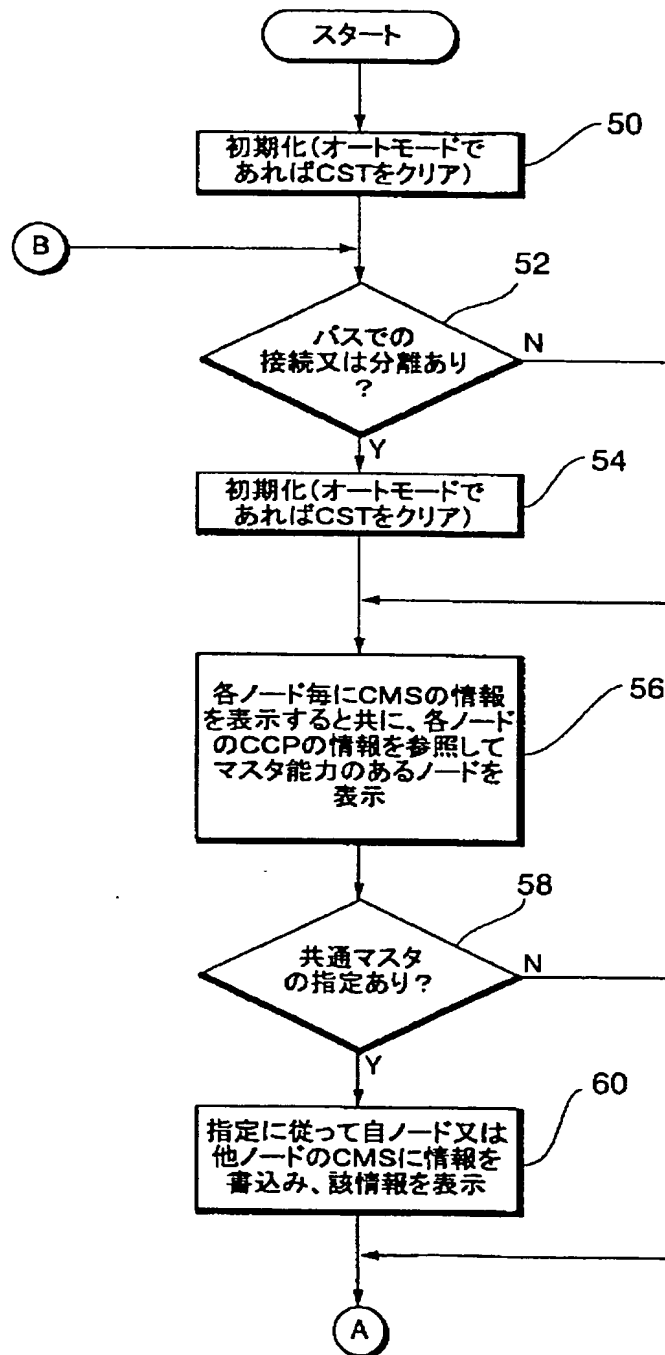 スタート
50
初期化(オートモードで
あればCSTをクリア)
B
52
バスでの
接続又は分離あり
?
N
Y
54
初期化(オートモードで
あればCSTをクリア)
56
各ノード毎にCMSの情報
を表示すると共に、各ノード
のCCPの情報を参照して
マスタ能力のあるノードを
表示
58
共通マスタ
の指定あり?
N
Y
60
指定に従って自ノード又は
他ノードのCMSに情報を
書込み、該情報を表示
A